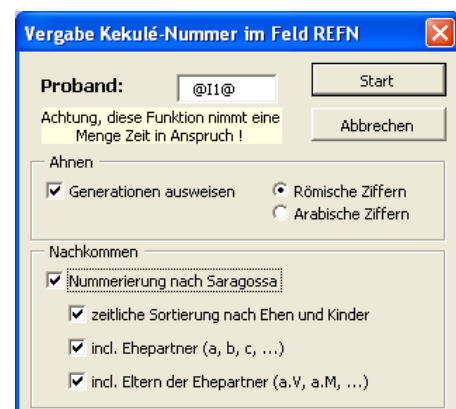 Vergabe Kekulé-Nummer im Feld REFN
Proband: @I1@ Start
Achtung, diese Funktion nimmt eine
Menge Zeit in Anspruch !
Abbrechen
Ahnen
Generationen ausweisen Römische Ziffern
Arabische Ziffern
Nachkommen
Nummerierung nach Saragossa
zeitliche Sortierung nach Ehen und Kinder
incl. Ehepartner (a, b, c, ...)
incl. Eltern der Ehepartner (a.V, a.M, ...)